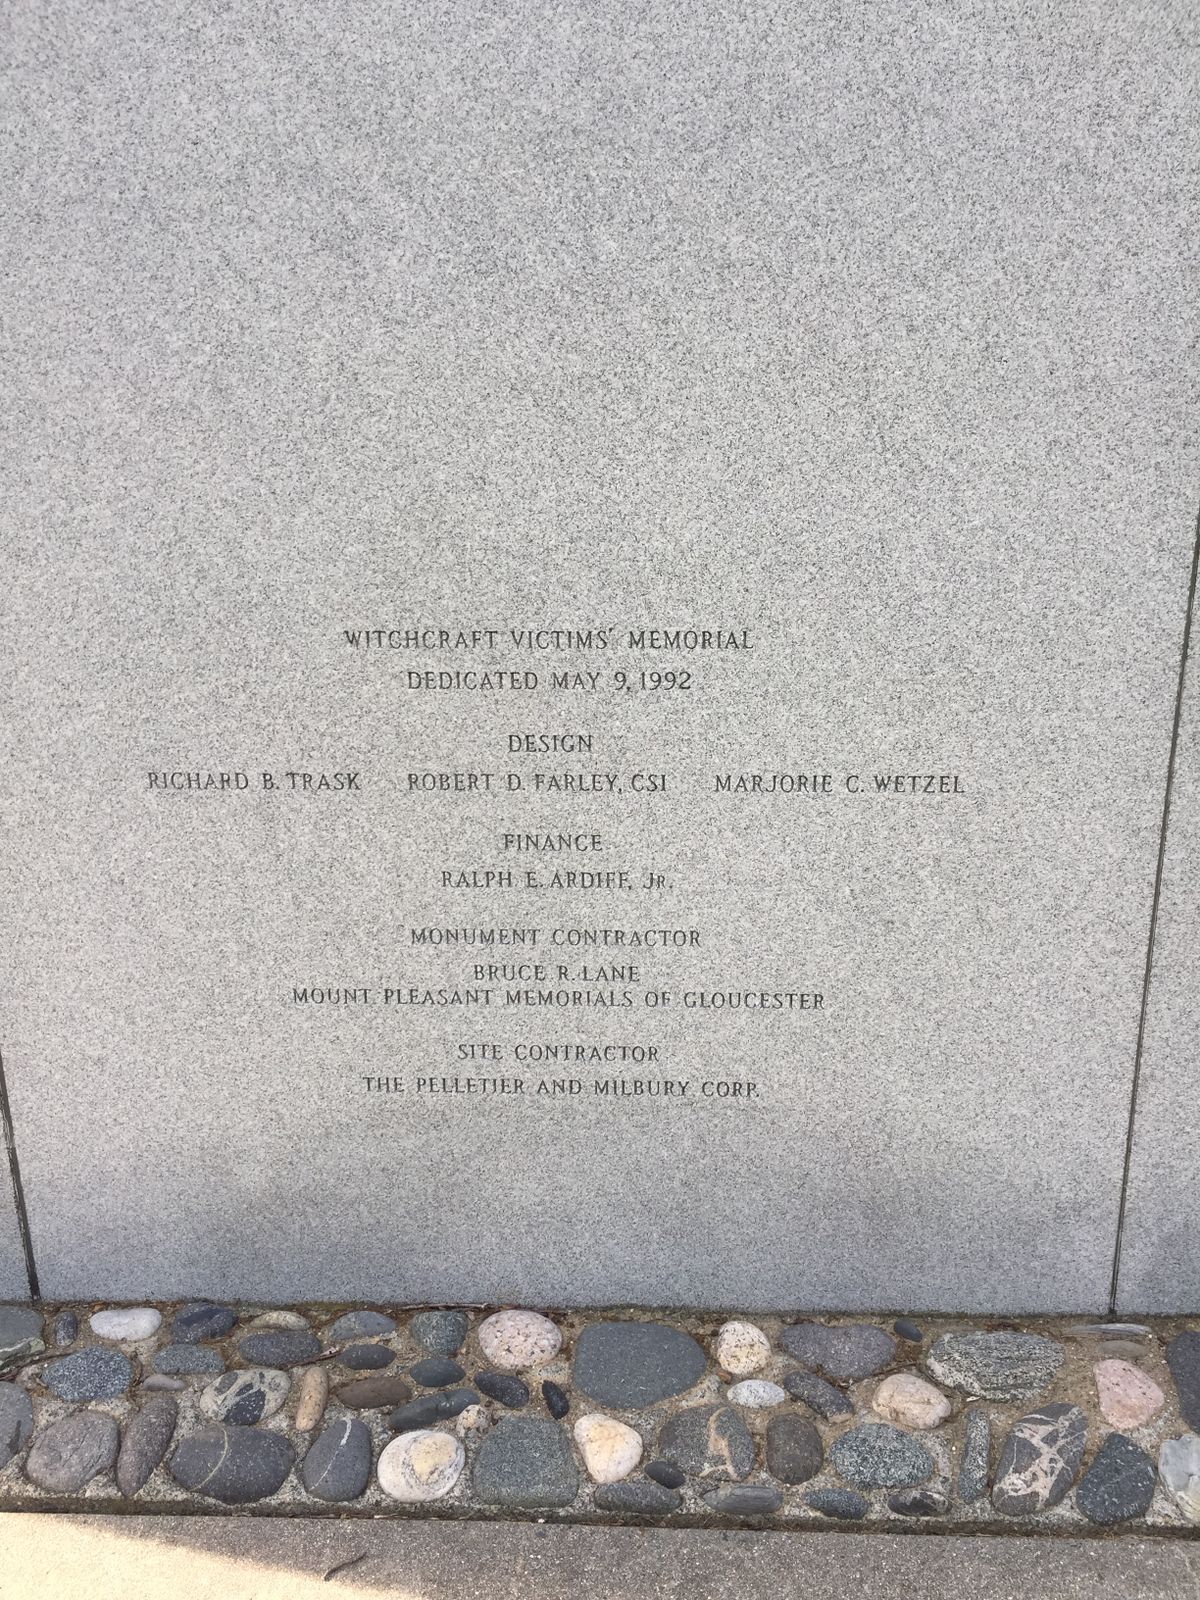 WITCHCRAFT VICTIMS' MEMORIAL
DEDICATED MAY 9, 1992
DESIGN
RICHARD B. TRASK ROBERT D. FARLEY, CSI MARJORIE C. WETZEL
FINANCE
RALPH E. ARDIFF, JR.
MONUMENT CONTRACTOR
BRUCE R. LANE
MOUNT PLEASANT MEMORIALS OF GLOUCESTER
SITE CONTRACTOR
THE PELLETIER AND MILBURY CORP.